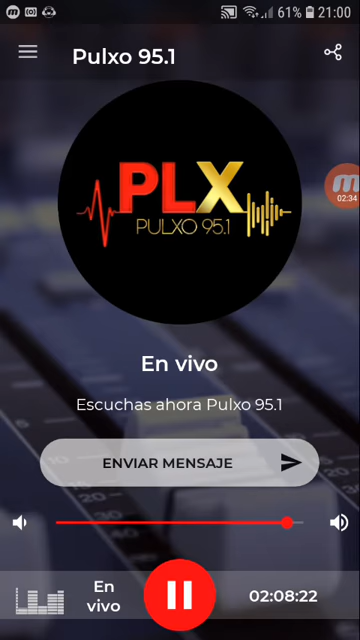 61% 21:00
Pulxo 95.1
PLX
PULXO 95.1
02:34
En vivo
Escuchas ahora Pulxo 95.1
ENVIAR MENSAJE
En
vivo
02:08:22